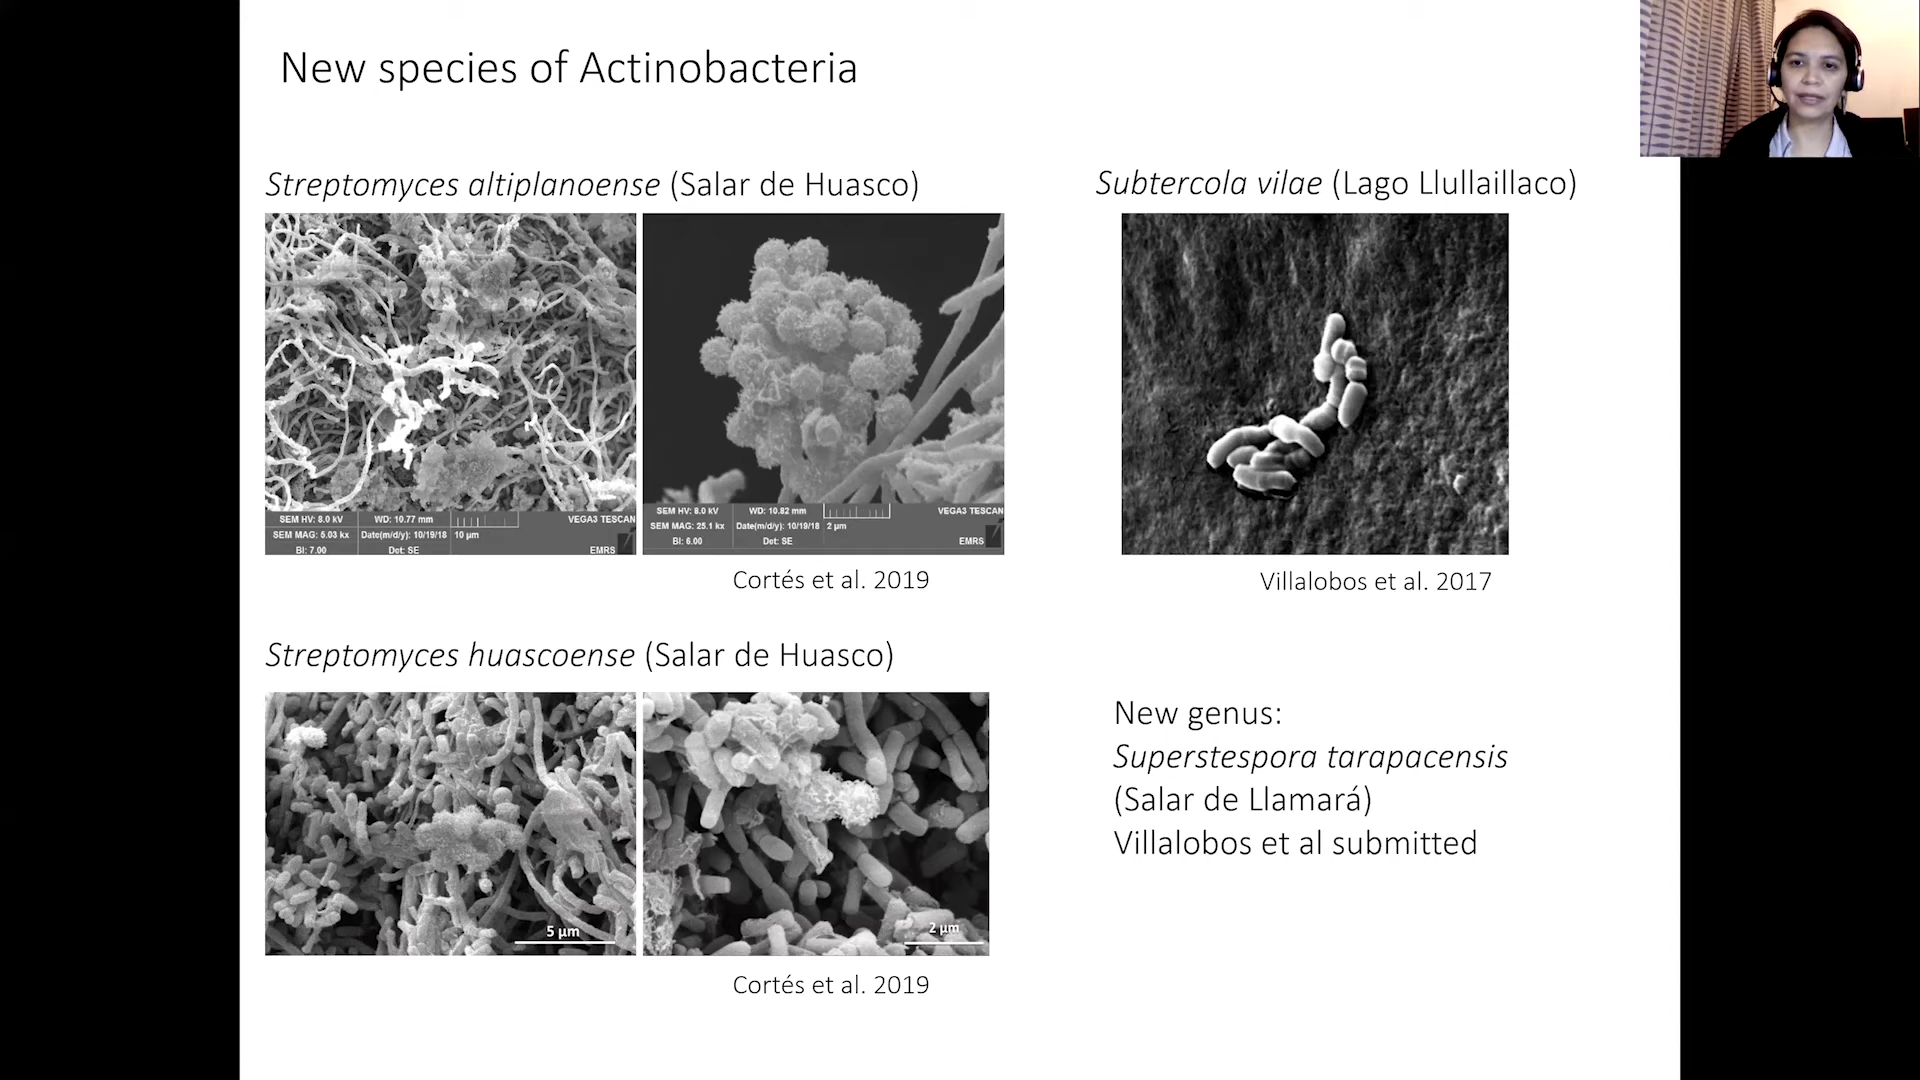 New species of Actinobacteria
Streptomyces altiplanoense (Salar de Huasco)
SEM HV: 8.0 kV WD: 10.77 mm VEGA3 TESCAN
SEM MAG: 5.03 kx Date(m/d/y): 10/19/18 10 µm
BI: 7.00 Det: SE EMRS
SEM HV: 8.0 kV WD: 10.82 mm VEGA3 TESCAN
SEM MAG: 25.1 kx Date(m/d/y): 10/19/18 2 µm
BI: 6.00 Det: SE EMRS
Cortés et al. 2019
Subtercola vilae (Lago Llullaillaco)
Villalobos et al. 2017
Streptomyces huascoense (Salar de Huasco)
5 µm
2 µm
Cortés et al. 2019
New genus:
Superstespora tarapacensis
(Salar de Llamará)
Villalobos et al submitted